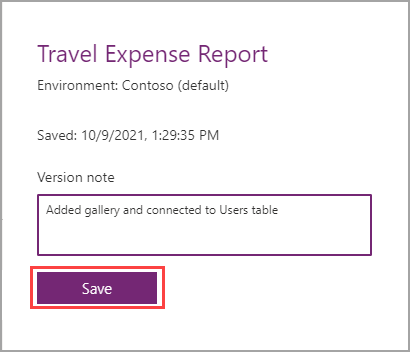 Travel Expense Report
Environment: Contoso (default)
Saved: 10/9/2021, 1:29:35 PM
Version note
Added gallery and connected to Users table
Save